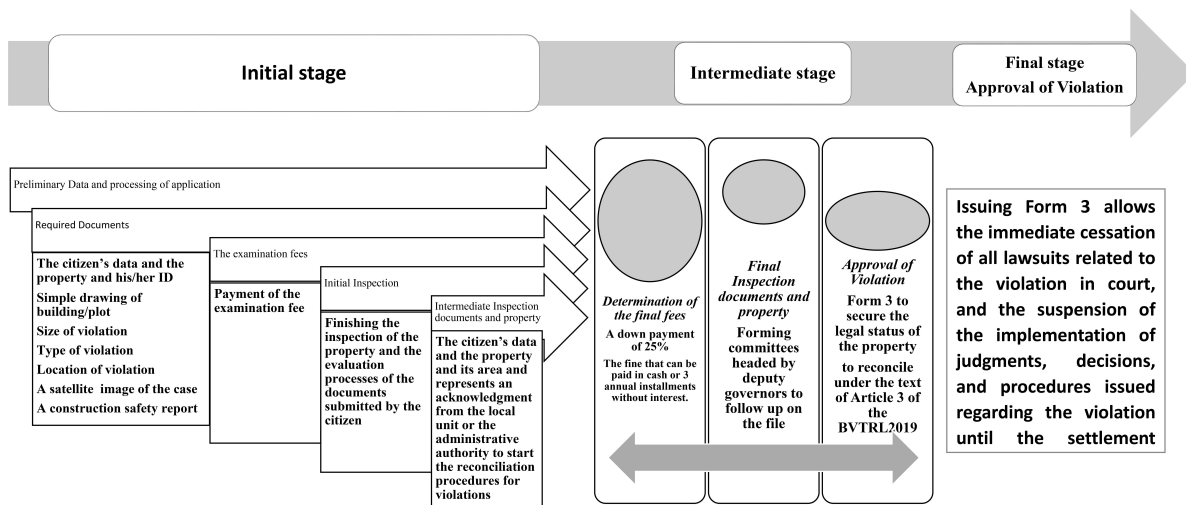 Initial stage
Intermediate stage
Final stage
Approval of Violation
Preliminary Data and processing of application
Required Documents
The citizen's data and the
property and his/her ID
Simple drawing of
building/plot
Size of violation
Type of violation
Location of violation
A satellite image of the case
A construction safety report
The examination fees
Payment of the
examination fee
Initial Inspection
Finishing the
inspection of the
property and the
evaluation
processes of the
documents
submitted by the
citizen
Intermediate Inspection
documents and property
The citizen's data
and the property
and its area and
represents an
acknowledgment
from the local
unit or the
administrative
authority to start
the reconciliation
procedures for
violations
Determination of
the final fees
A down payment
of 25%
The fine that can be
paid in cash or 3
annual installments
without interest.
Final
Inspection
documents and
property
Forming
committees
headed by
deputy
governors to
follow up on
the file
Approval of
Violation
Form 3 to
secure the
legal status of
the property
to reconcile
under the text
of Article 3 of
the
BVTRL2019
Issuing Form 3 allows
the immediate cessation
of all lawsuits related to
the violation in court,
and the suspension of
the implementation of
judgments, decisions,
and procedures issued
regarding the violation
until the settlement